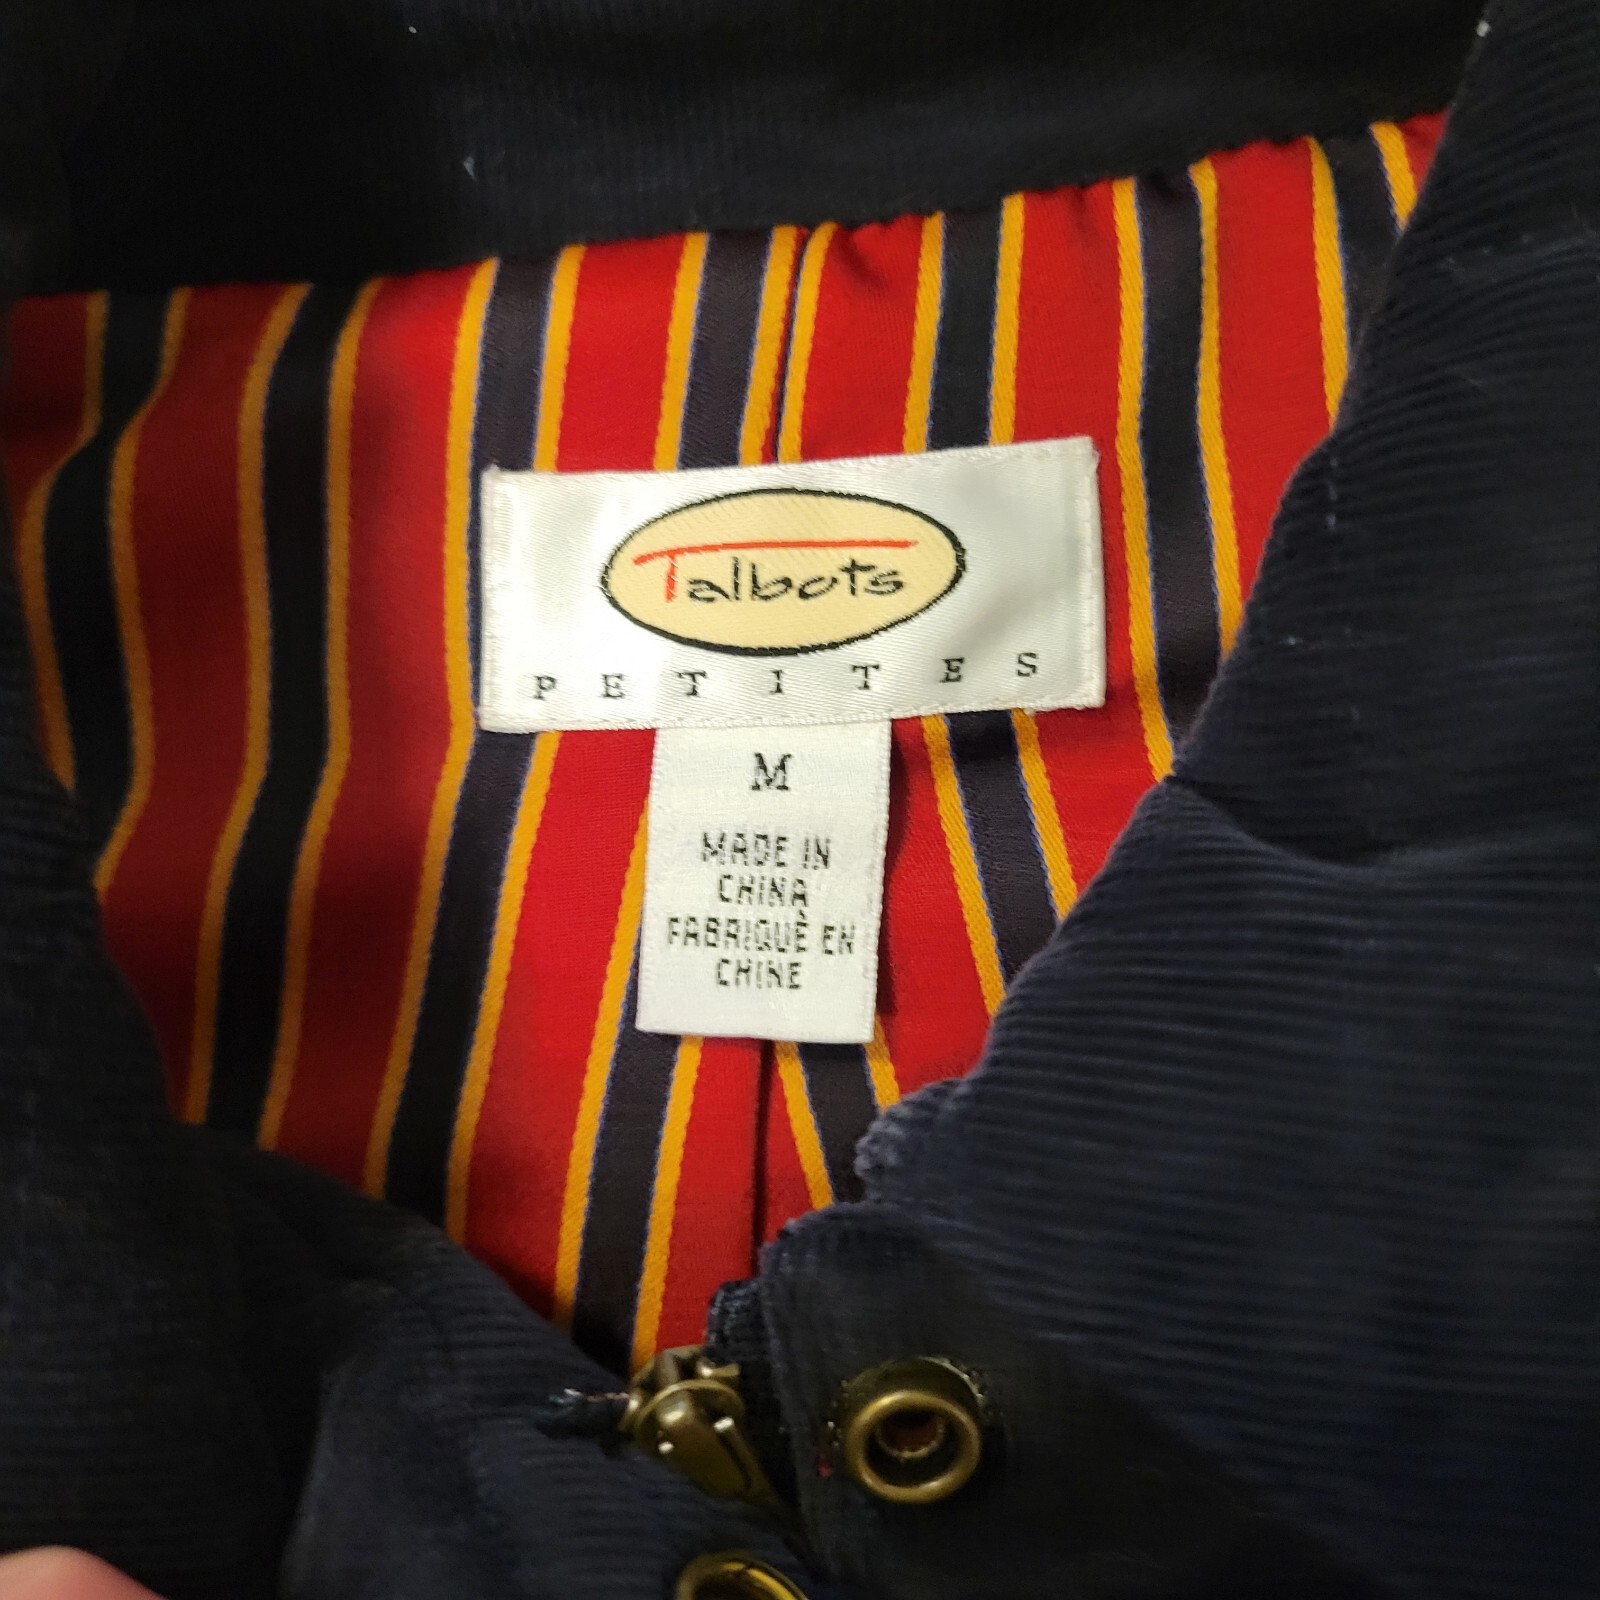 Talbots
PETITES
M
MADE IN
CHINA
FABRIQUÈ EN
CHINE